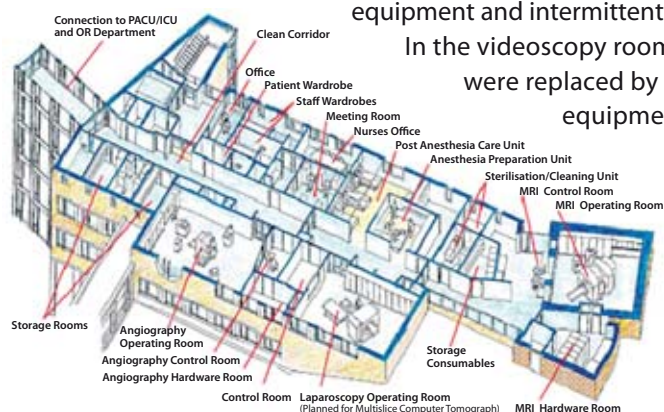 equipment and intermittent
In the videoscopy room
were replaced by
equipme
Connection to PACU/ICU
and OR Department
Clean Corridor
Office
Patient Wardrobe
Staff Wardrobes
Meeting Room
Nurses Office
Post Anesthesia Care Unit
Anesthesia Preparation Unit
Sterilisation/Cleaning Unit
MRI Control Room
MRI Operating Room
Storage Rooms
Angiography
Operating Room
Angiography Control Room
Angiography Hardware Room
Control Room
Laparoscopy Operating Room
(Planned for Multislice Computer Tomograph)
Storage
Consumables
MRI Hardware Room